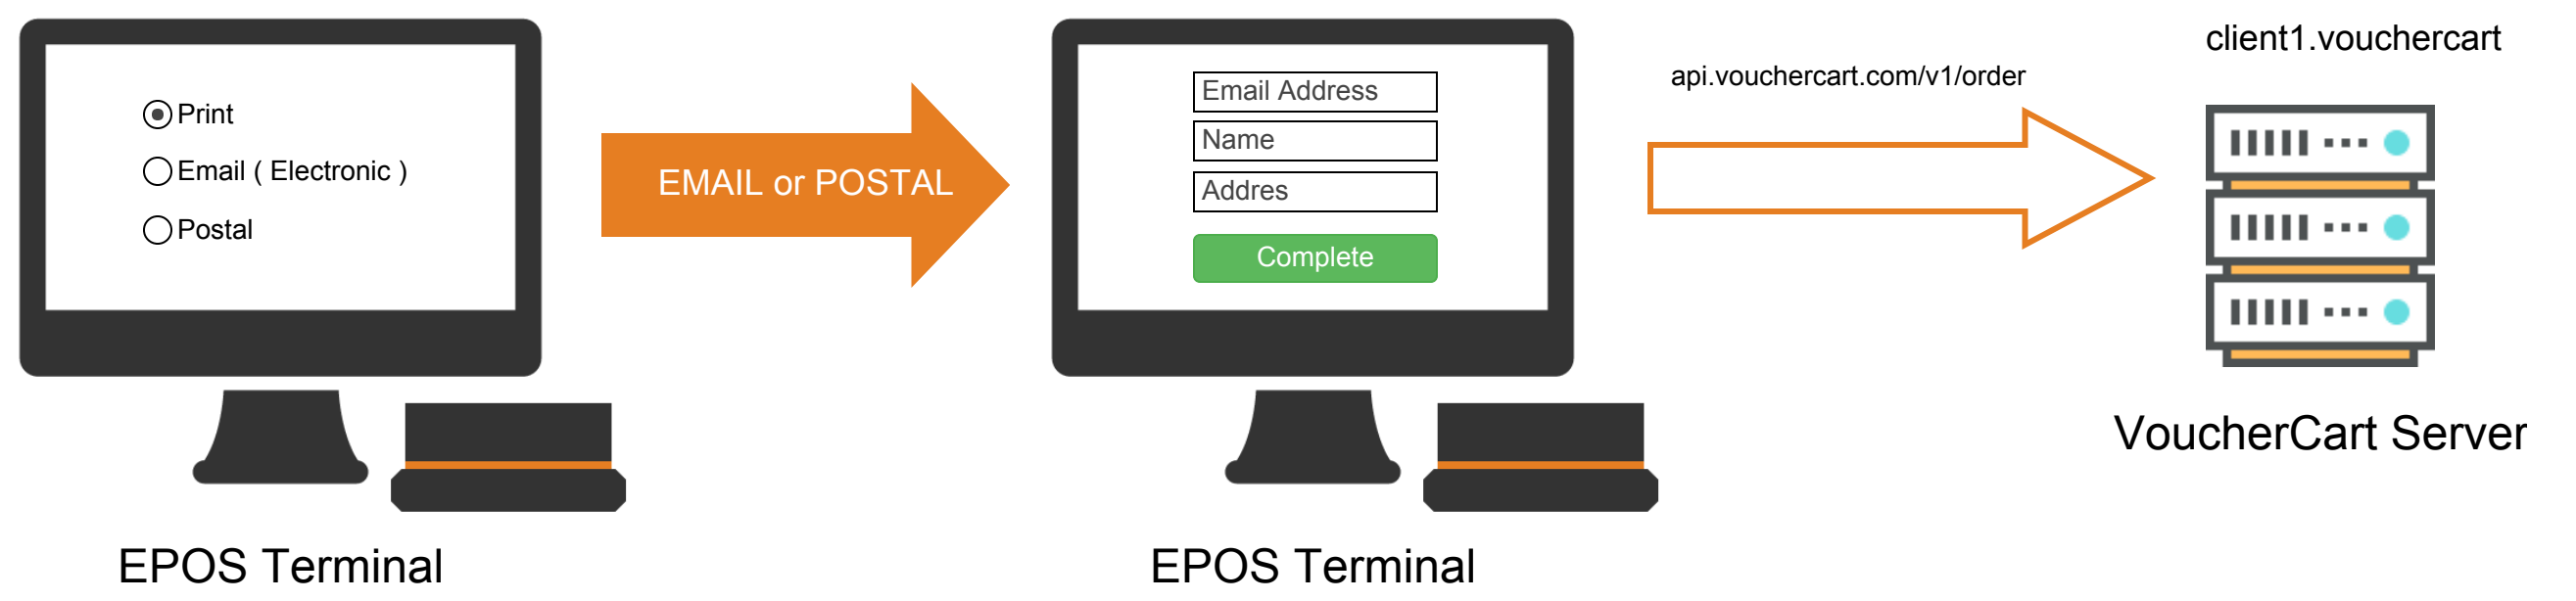 Print
Email ( Electronic )
Postal
EPOS Terminal
EMAIL or POSTAL
Email Address
Name
Addres
Complete
EPOS Terminal
api.vouchercart.com/v1/order
client1.vouchercart
VoucherCart Server